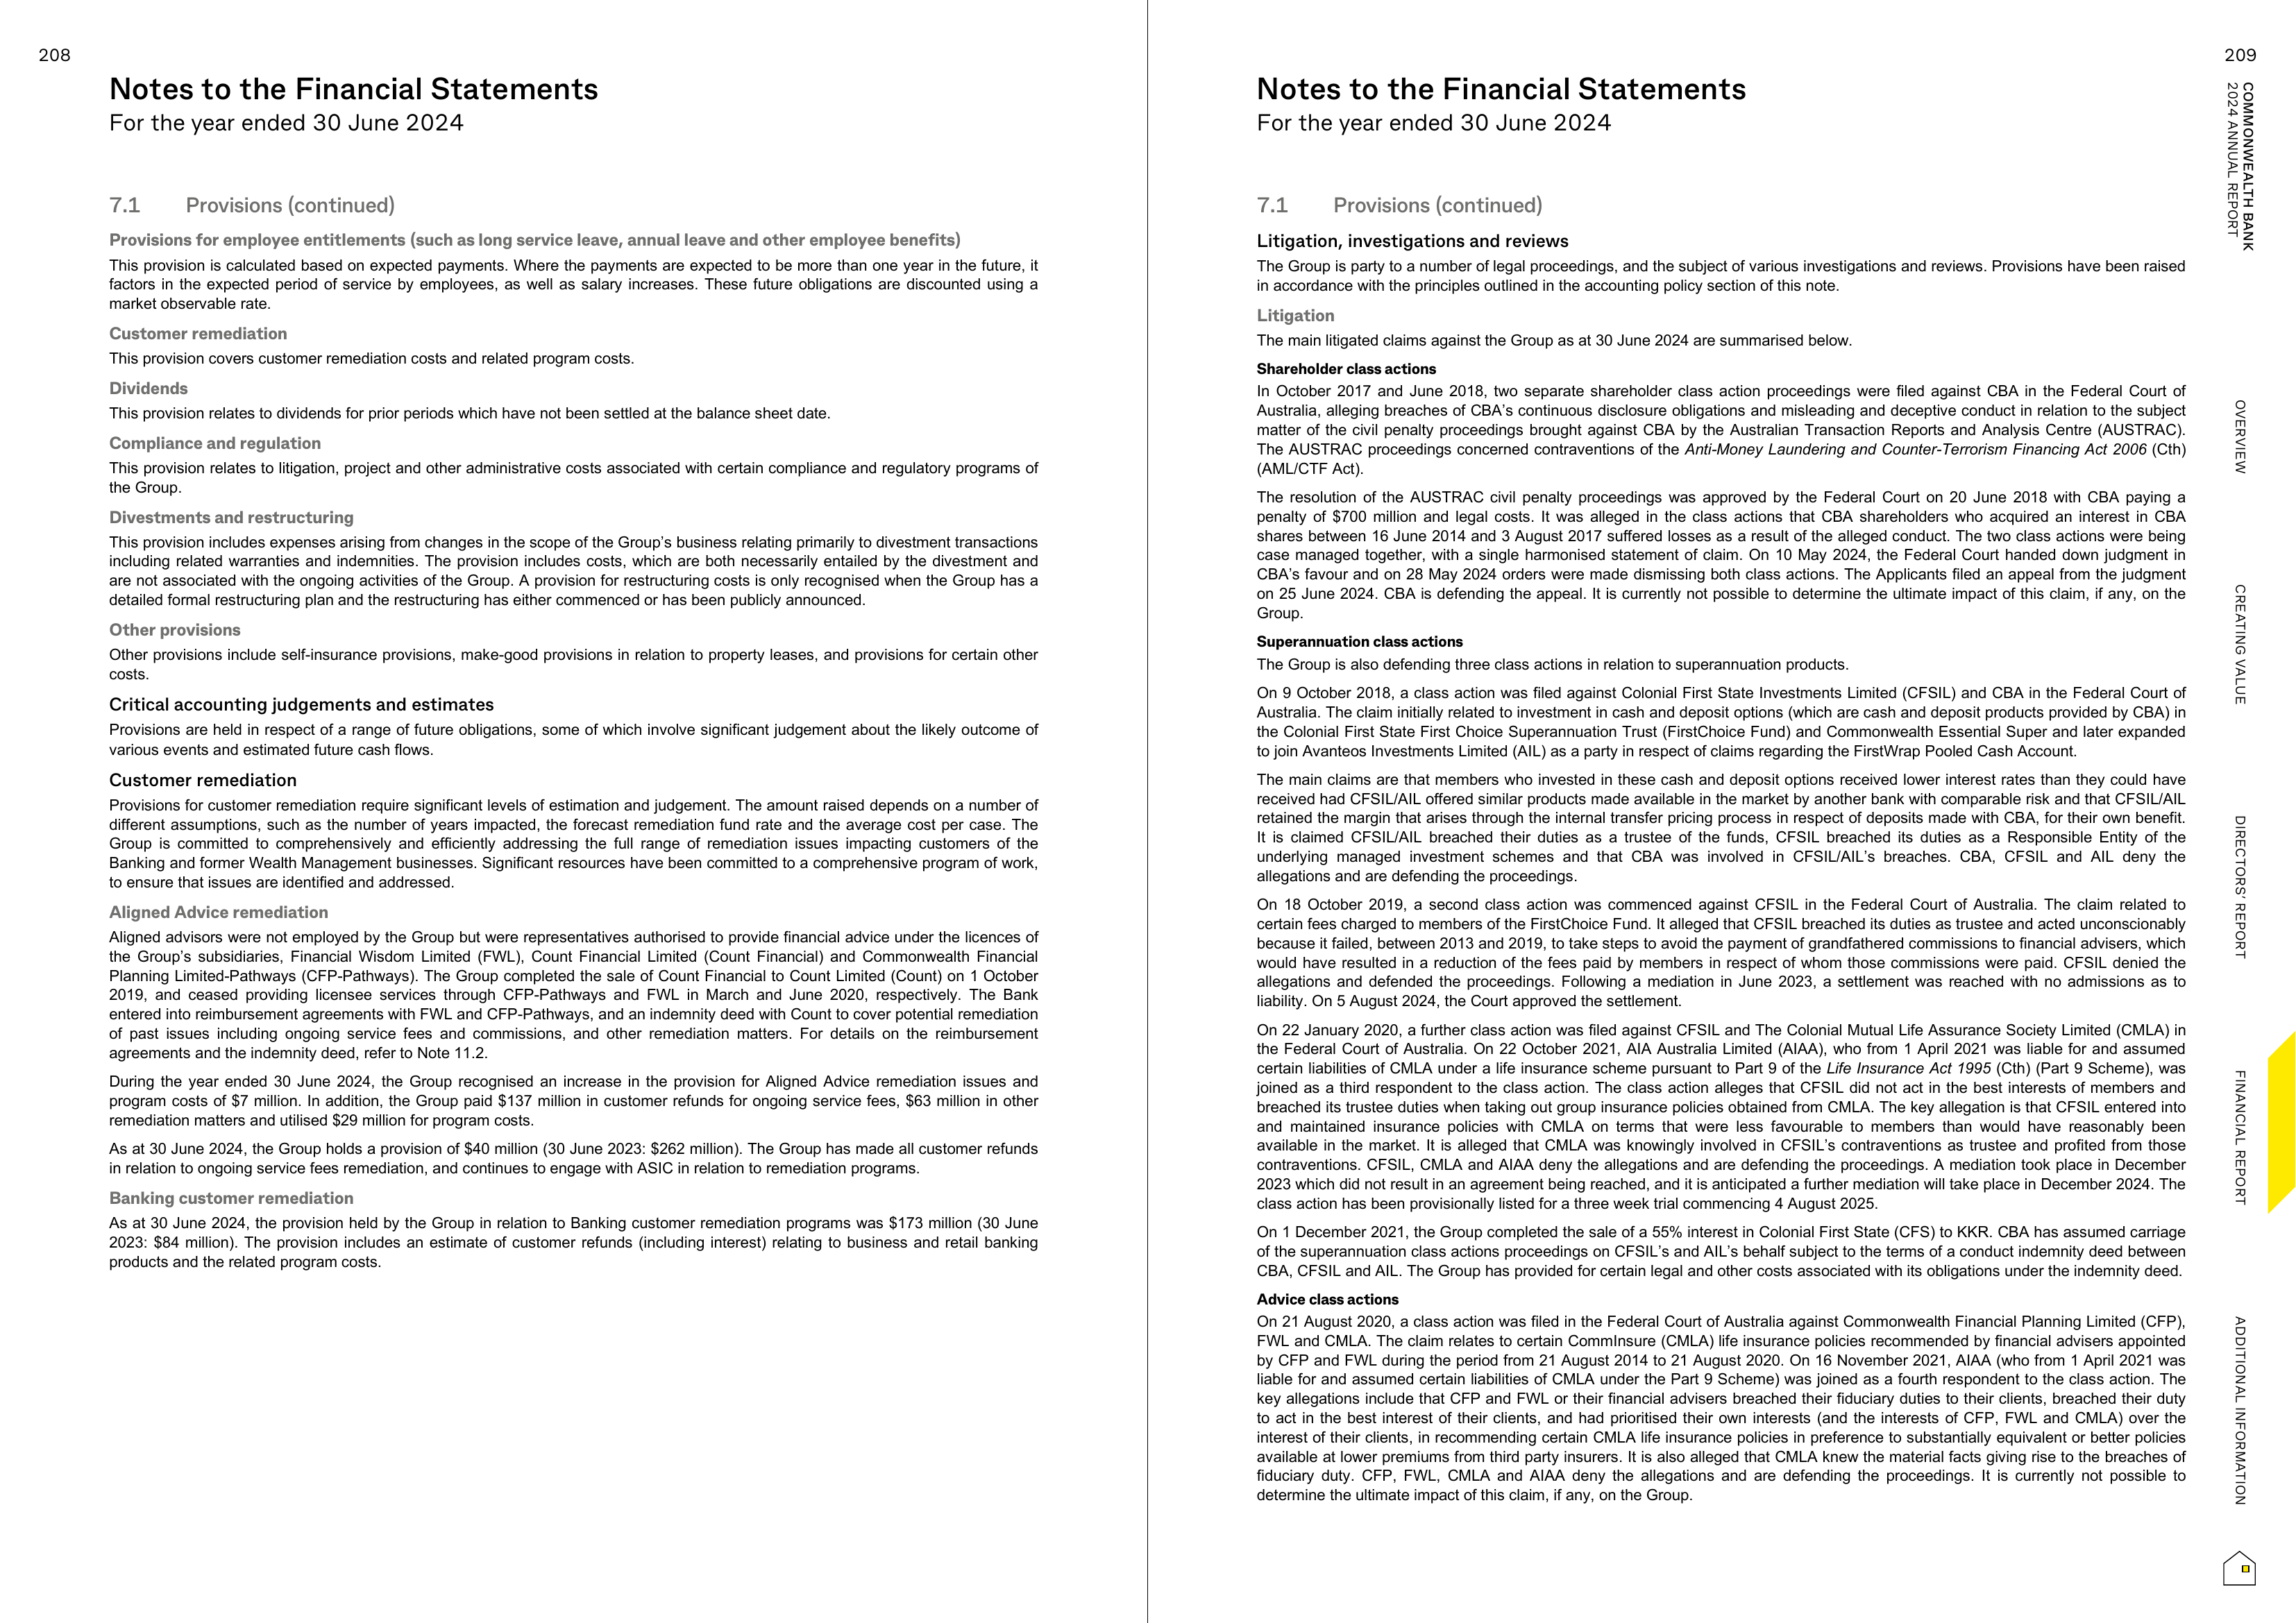 208
Notes to the Financial Statements
For the year ended 30 June 2024
7.1 Provisions (continued)
Provisions for employee entitlements (such as long service leave, annual leave and other employee benefits)
This provision is calculated based on expected payments. Where the payments are expected to be more than one year in the future, it
factors in the expected period of service by employees, as well as salary increases. These future obligations are discounted using a
market observable rate.
Customer remediation
This provision covers customer remediation costs and related program costs.
Dividends
This provision relates to dividends for prior periods which have not been settled at the balance sheet date.
Compliance and regulation
This provision relates to litigation, project and other administrative costs associated with certain compliance and regulatory programs of
the Group.
Divestments and restructuring
This provision includes expenses arising from changes in the scope of the Group's business relating primarily to divestment transactions
including related warranties and indemnities. The provision includes costs, which are both necessarily entailed by the divestment and
are not associated with the ongoing activities of the Group. A provision for restructuring costs is only recognised when the Group has a
detailed formal restructuring plan and the restructuring has either commenced or has been publicly announced.
Other provisions
Other provisions include self-insurance provisions, make-good provisions in relation to property leases, and provisions for certain other
costs.
Critical accounting judgements and estimates
Provisions are held in respect of a range of future obligations, some of which involve significant judgement about the likely outcome of
various events and estimated future cash flows.
Customer remediation
Provisions for customer remediation require significant levels of estimation and judgement. The amount raised depends on a number of
different assumptions, such as the number of years impacted, the forecast remediation fund rate and the average cost per case. The
Group is committed to comprehensively and efficiently addressing the full range of remediation issues impacting customers of the
Banking and former Wealth Management businesses. Significant resources have been committed to a comprehensive program of work,
to ensure that issues are identified and addressed.
Aligned Advice remediation
Aligned advisors were not employed by the Group but were representatives authorised to provide financial advice under the licences of
the Group's subsidiaries, Financial Wisdom Limited (FWL), Count Financial Limited (Count Financial) and Commonwealth Financial
Planning Limited-Pathways (CFP-Pathways). The Group completed the sale of Count Financial to Count Limited (Count) on 1 October
2019, and ceased providing licensee services through CFP-Pathways and FWL in March and June 2020, respectively. The Bank
entered into reimbursement agreements with FWL and CFP-Pathways, and an indemnity deed with Count to cover potential remediation
of past issues including ongoing service fees and commissions, and other remediation matters. For details on the reimbursement
agreements and the indemnity deed, refer to Note 11.2.
During the year ended 30 June 2024, the Group recognised an increase in the provision for Aligned Advice remediation issues and
program costs of $7 million. In addition, the Group paid $137 million in customer refunds for ongoing service fees, $63 million in other
remediation matters and utilised $29 million for program costs.
As at 30 June 2024, the Group holds a provision of $40 million (30 June 2023: $262 million). The Group has made all customer refunds
in relation to ongoing service fees remediation, and continues to engage with ASIC in relation to remediation programs.
Banking customer remediation
As at 30 June 2024, the provision held by the Group in relation to Banking customer remediation programs was $173 million (30 June
2023: $84 million). The provision includes an estimate of customer refunds (including interest) relating to business and retail banking
products and the related program costs.
209
Notes to the Financial Statements
For the year ended 30 June 2024
7.1 Provisions (continued)
Litigation, investigations and reviews
The Group is party to a number of legal proceedings, and the subject of various investigations and reviews. Provisions have been raised
in accordance with the principles outlined in the accounting policy section of this note.
Litigation
The main litigated claims against the Group as at 30 June 2024 are summarised below.
Shareholder class actions
In October 2017 and June 2018, two separate shareholder class action proceedings were filed against CBA in the Federal Court of
Australia, alleging breaches of CBA's continuous disclosure obligations and misleading and deceptive conduct in relation to the subject
matter of the civil penalty proceedings brought against CBA by the Australian Transaction Reports and Analysis Centre (AUSTRAC).
The AUSTRAC proceedings concerned contraventions of the Anti-Money Laundering and Counter-Terrorism Financing Act 2006 (Cth)
(AML/CTF Act).
The resolution of the AUSTRAC civil penalty proceedings was approved by the Federal Court on 20 June 2018 with CBA paying a
penalty of $700 million and legal costs. It was alleged in the class actions that CBA shareholders who acquired an interest in CBA
shares between 16 June 2014 and 3 August 2017 suffered losses as a result of the alleged conduct. The two class actions were being
case managed together, with a single harmonised statement of claim. On 10 May 2024, the Federal Court handed down judgment in
CBA's favour and on 28 May 2024 orders were made dismissing both class actions. The Applicants filed an appeal from the judgment
on 25 June 2024. CBA is defending the appeal. It is currently not possible to determine the ultimate impact of this claim, if any, on the
Group.
Superannuation class actions
The Group is also defending three class actions in relation to superannuation products.
On 9 October 2018, a class action was filed against Colonial First State Investments Limited (CFSIL) and CBA in the Federal Court of
Australia. The claim initially related to investment in cash and deposit options (which are cash and deposit products provided by CBA) in
the Colonial First State First Choice Superannuation Trust (FirstChoice Fund) and Commonwealth Essential Super and later expanded
to join Avanteos Investments Limited (AIL) as a party in respect of claims regarding the FirstWrap Pooled Cash Account.
The main claims are that members who invested in these cash and deposit options received lower interest rates than they could have
received had CFSIL/AIL offered similar products made available in the market by another bank with comparable risk and that CFSIL/AIL
retained the margin that arises through the internal transfer pricing process in respect of deposits made with CBA, for their own benefit.
It is claimed CFSIL/AIL breached their duties as a trustee of the funds, CFSIL breached its duties as a Responsible Entity of the
underlying managed investment schemes and that CBA was involved in CFSIL/AIL's breaches. CBA, CFSIL and AIL deny the
allegations and are defending the proceedings.
On 18 October 2019, a second class action was commenced against CFSIL in the Federal Court of Australia. The claim related to
certain fees charged to members of the FirstChoice Fund. It alleged that CFSIL breached its duties as trustee and acted unconscionably
because it failed, between 2013 and 2019, to take steps to avoid the payment of grandfathered commissions to financial advisers, which
would have resulted in a reduction of the fees paid by members in respect of whom those commissions were paid. CFSIL denied the
allegations and defended the proceedings. Following a mediation in June 2023, a settlement was reached with no admissions as to
liability. On 5 August 2024, the Court approved the settlement.
On 22 January 2020, a further class action was filed against CFSIL and The Colonial Mutual Life Assurance Society Limited (CMLA) in
the Federal Court of Australia. On 22 October 2021, AIA Australia Limited (AIAA), who from 1 April 2021 was liable for and assumed
certain liabilities of CMLA under a life insurance scheme pursuant to Part 9 of the Life Insurance Act 1995 (Cth) (Part 9 Scheme), was
joined as a third respondent to the class action. The class action alleges that CFSIL did not act in the best interests of members and
breached its trustee duties when taking out group insurance policies obtained from CMLA. The key allegation is that CFSIL entered into
and maintained insurance policies with CMLA on terms that were less favourable to members than would have reasonably been
available in the market. It is alleged that CMLA was knowingly involved in CFSIL's contraventions as trustee and profited from those
contraventions. CFSIL, CMLA and AIAA deny the allegations and are defending the proceedings. A mediation took place in December
2023 which did not result in an agreement being reached, and it is anticipated a further mediation will take place in December 2024. The
class action has been provisionally listed for a three week trial commencing 4 August 2025.
On 1 December 2021, the Group completed the sale of a 55% interest in Colonial First State (CFS) to KKR. CBA has assumed carriage
of the superannuation class actions proceedings on CFSIL's and AIL's behalf subject to the terms of a conduct indemnity deed between
CBA, CFSIL and AIL. The Group has provided for certain legal and other costs associated with its obligations under the indemnity deed.
Advice class actions
On 21 August 2020, a class action was filed in the Federal Court of Australia against Commonwealth Financial Planning Limited (CFP),
FWL and CMLA. The claim relates to certain CommInsure (CMLA) life insurance policies recommended by financial advisers appointed
by CFP and FWL during the period from 21 August 2014 to 21 August 2020. On 16 November 2021, AIAA (who from 1 April 2021 was
liable for and assumed certain liabilities of CMLA under the Part 9 Scheme) was joined as a fourth respondent to the class action. The
key allegations include that CFP and FWL or their financial advisers breached their fiduciary duties to their clients, breached their duty
to act in the best interest of their clients, and had prioritised their own interests (and the interests of CFP, FWL and CMLA) over the
interest of their clients, in recommending certain CMLA life insurance policies in preference to substantially equivalent or better policies
available at lower premiums from third party insurers. It is also alleged that CMLA knew the material facts giving rise to the breaches of
fiduciary duty. CFP, FWL, CMLA and AIAA deny the allegations and are defending the proceedings. It is currently not possible to
determine the ultimate impact of this claim, if any, on the Group.
COMMONWEALTH BANK
2024 ANNUAL REPORT
OVERVIEW
CREATING VALUE
DIRECTORS' REPORT
FINANCIAL REPORT
ADDITIONAL INFORMATION